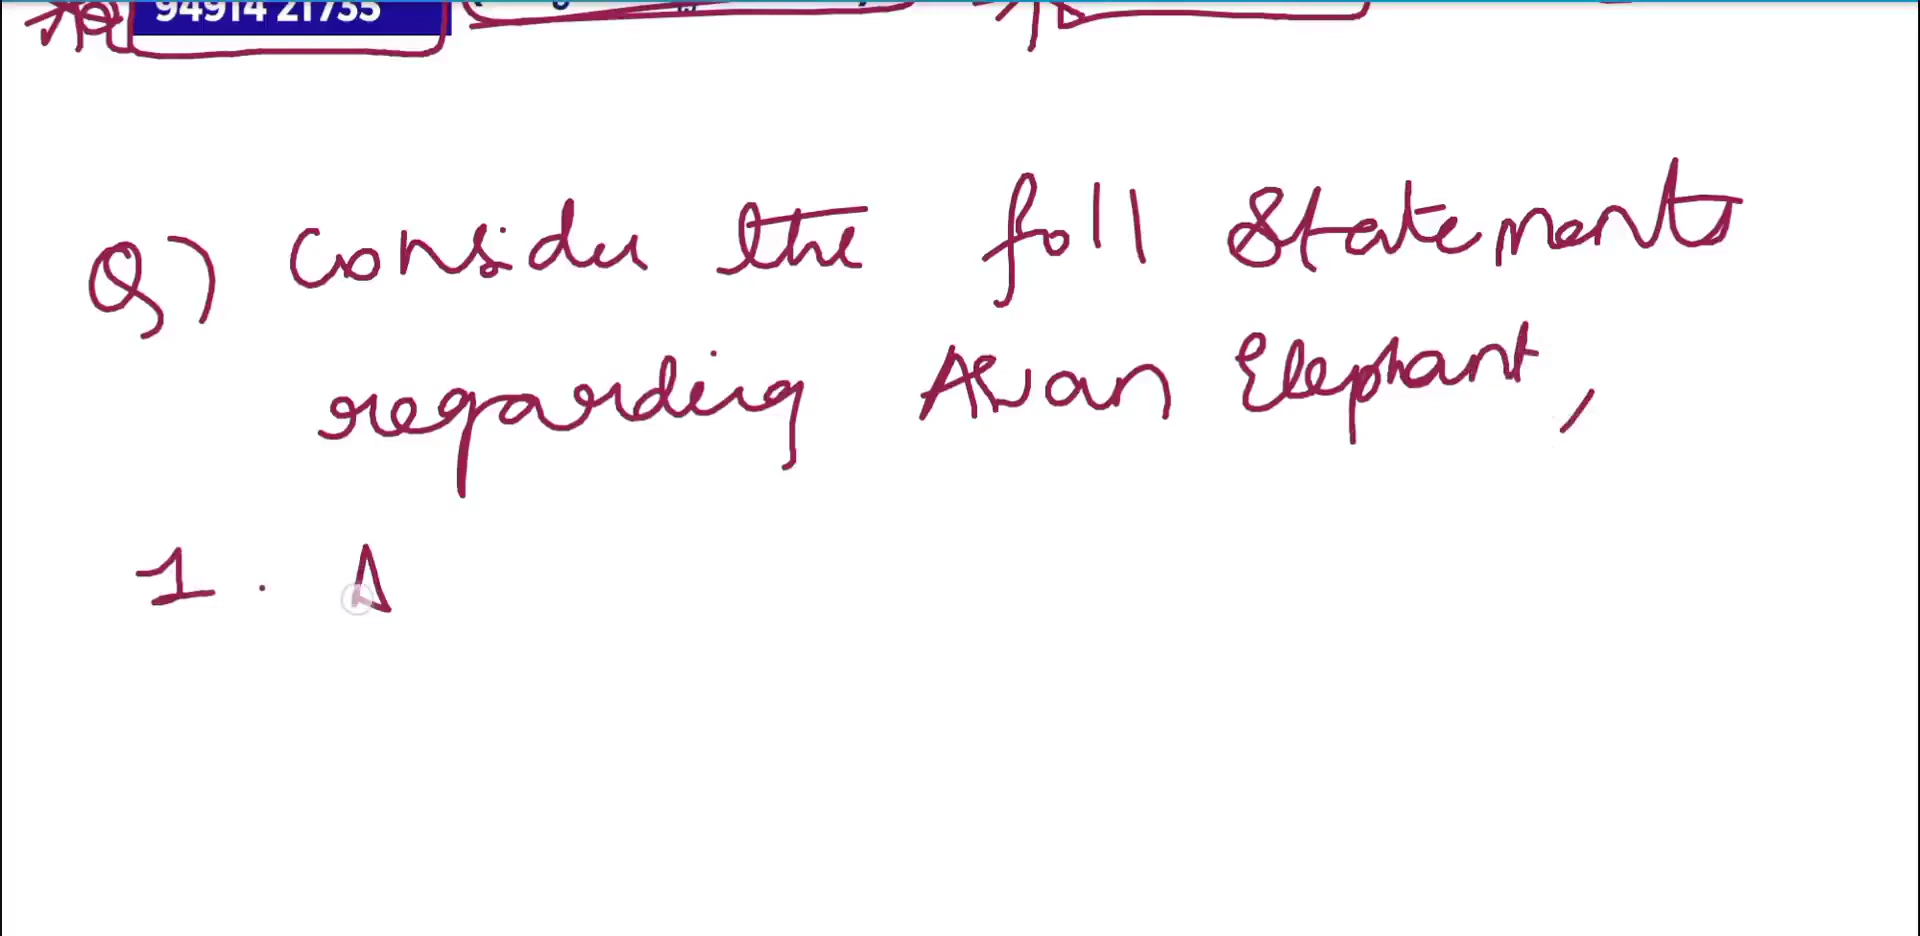 94914 21735
Q) Consider the foll Statements
regarding Asian Elephant,
1. A